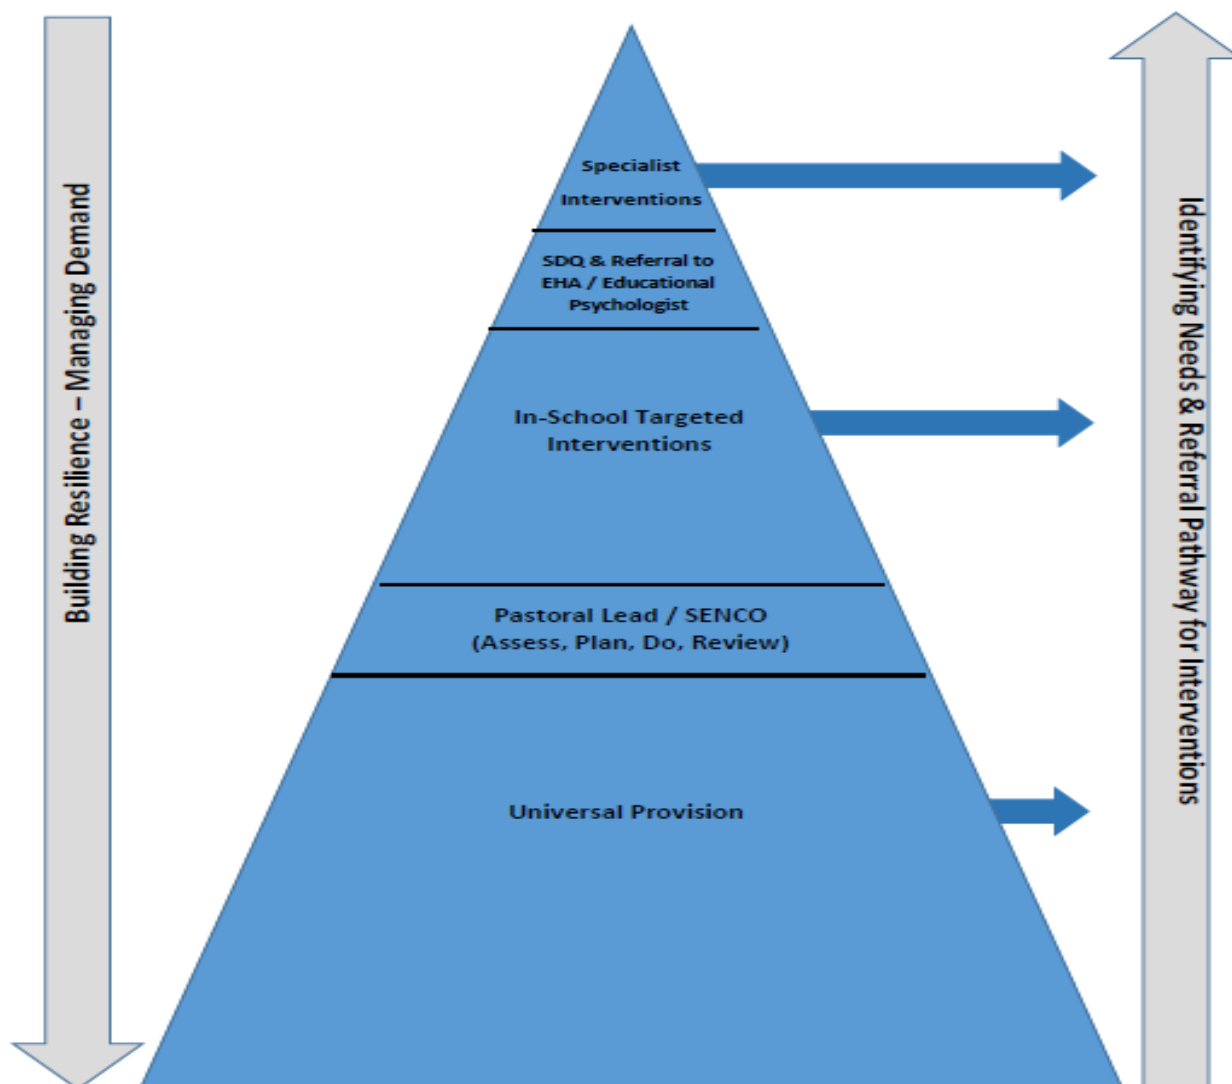 Building Resilience – Managing Demand
Specialist
Interventions
SDQ & Referral to
EHA / Educational
Psychologist
In-School Targeted
Interventions
Pastoral Lead / SENCO
(Assess, Plan, Do, Review)
Universal Provision
Identifying Needs & Referral Pathway for Interventions